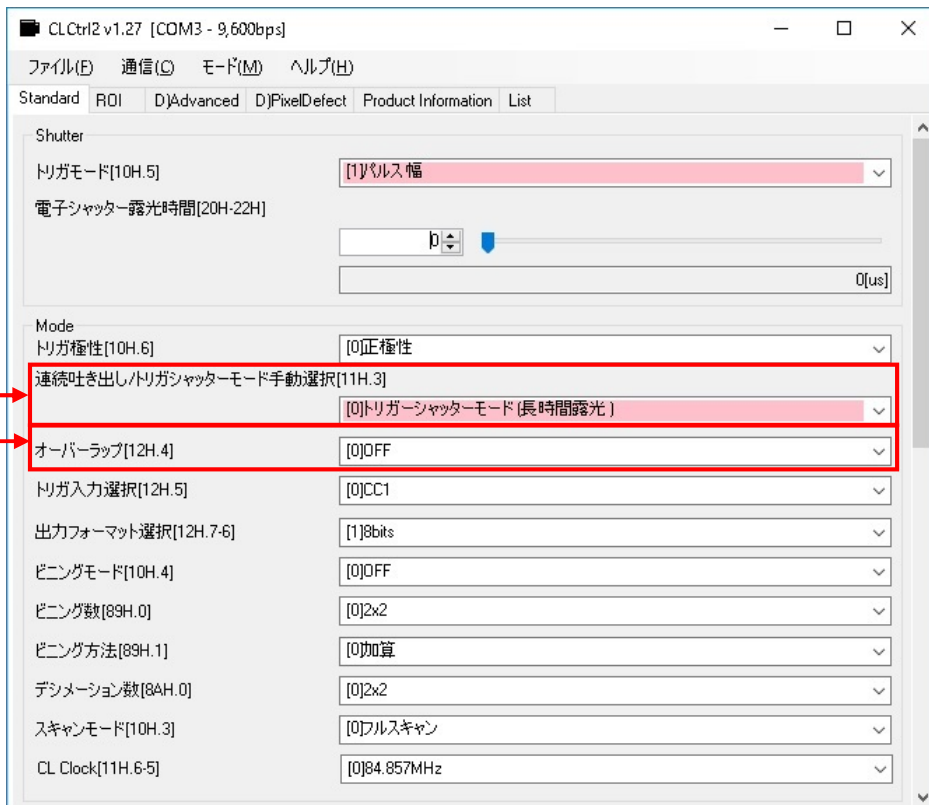 CLCtrl2 v1.27 [COM3 - 9,600bps]
ファイル(F) 通信(C) モード(M) ヘルプ(H)
Standard ROI D)Advanced D)PixelDefect Product Information List
Shutter
トリガモード[10H.5] [1]パルス幅
電子シャッター露光時間[20H-22H]
0
0[us]
Mode
トリガ極性[10H.6] [0]正極性
連続吐き出し/トリガシャッターモード手動選択[11H.3]
[0]トリガーシャッターモード(長時間露光)
オーバーラップ[12H.4] [0]OFF
トリガ入力選択[12H.5] [0]CC1
出力フォーマット選択[12H.7-6] [1]8bits
ビニングモード[10H.4] [0]OFF
ビニング数[89H.0] [0]2x2
ビニング方法[89H.1] [0]加算
デシメーション数[8AH.0] [0]2x2
スキャンモード[10H.3] [0]フルスキャン
CL Clock[11H.6-5] [0]84.857MHz